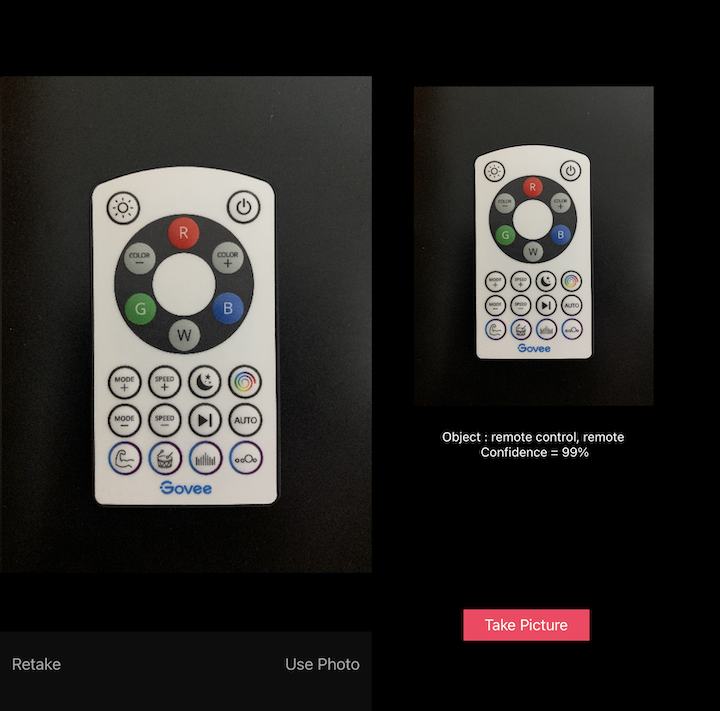 R
COLOR
−
COLOR
+
G
B
W
MODE
+
SPEED
+
MODE
−
SPEED
−
AUTO
Govee
Retake
Use Photo
R
COLOR
−
COLOR
+
G
B
W
MODE
+
SPEED
+
MODE
−
SPEED
−
AUTO
Govee
Object : remote control, remote
Confidence = 99%
Take Picture